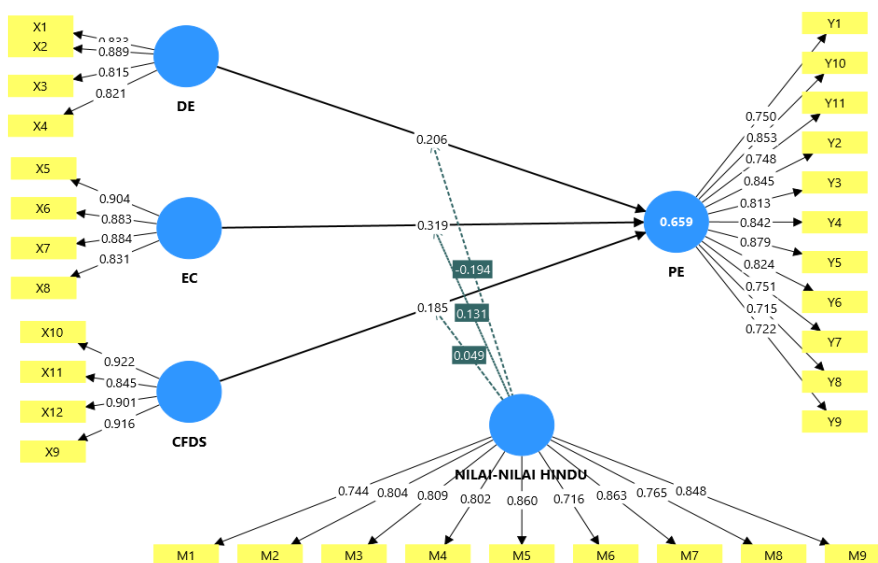 X1
X2
X3
X4
0.833
0.889
0.815
0.821
DE
X5
X6
X7
X8
0.904
0.883
0.884
0.831
EC
X10
X11
X12
X9
0.922
0.845
0.901
0.916
CFDS
0.206
0.319
0.185
-0.194
0.131
0.049
0.659
PE
0.750
0.853
0.748
0.845
0.813
0.842
0.879
0.824
0.751
0.715
0.722
Y1
Y10
Y11
Y2
Y3
Y4
Y5
Y6
Y7
Y8
Y9
NILAI-NILAI HINDU
0.744
0.804
0.809
0.802
0.860
0.716
0.863
0.765
0.848
M1
M2
M3
M4
M5
M6
M7
M8
M9